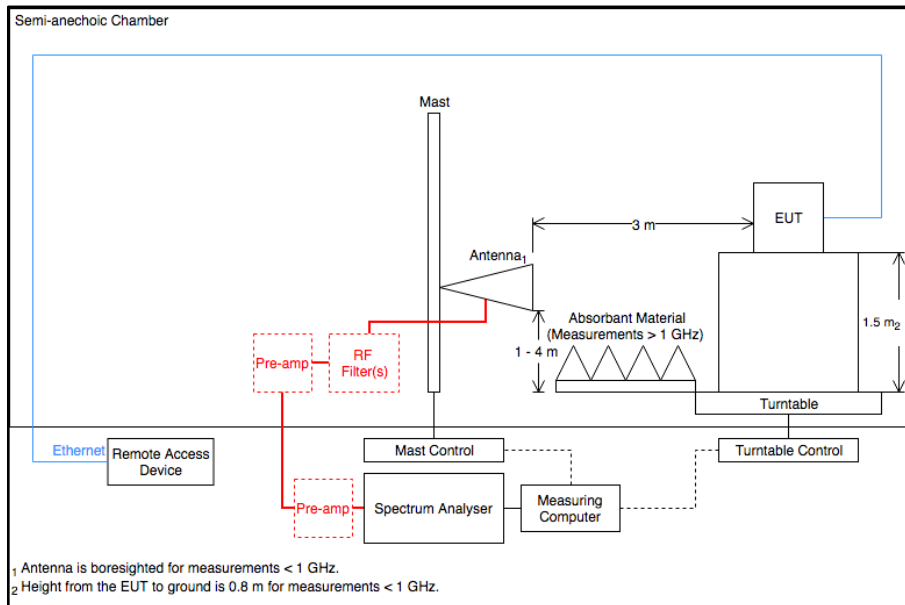 Semi-anechoic Chamber
Mast
EUT
3 m
Antenna1
Absorbant Material
(Measurements > 1 GHz)
1.5 m2
1 - 4 m
Pre-amp
RF
Filter(s)
Turntable
Ethernet
Remote Access
Device
Mast Control
Turntable Control
Pre-amp
Spectrum Analyser
Measuring
Computer
1 Antenna is boresighted for measurements < 1 GHz.
2 Height from the EUT to ground is 0.8 m for measurements < 1 GHz.